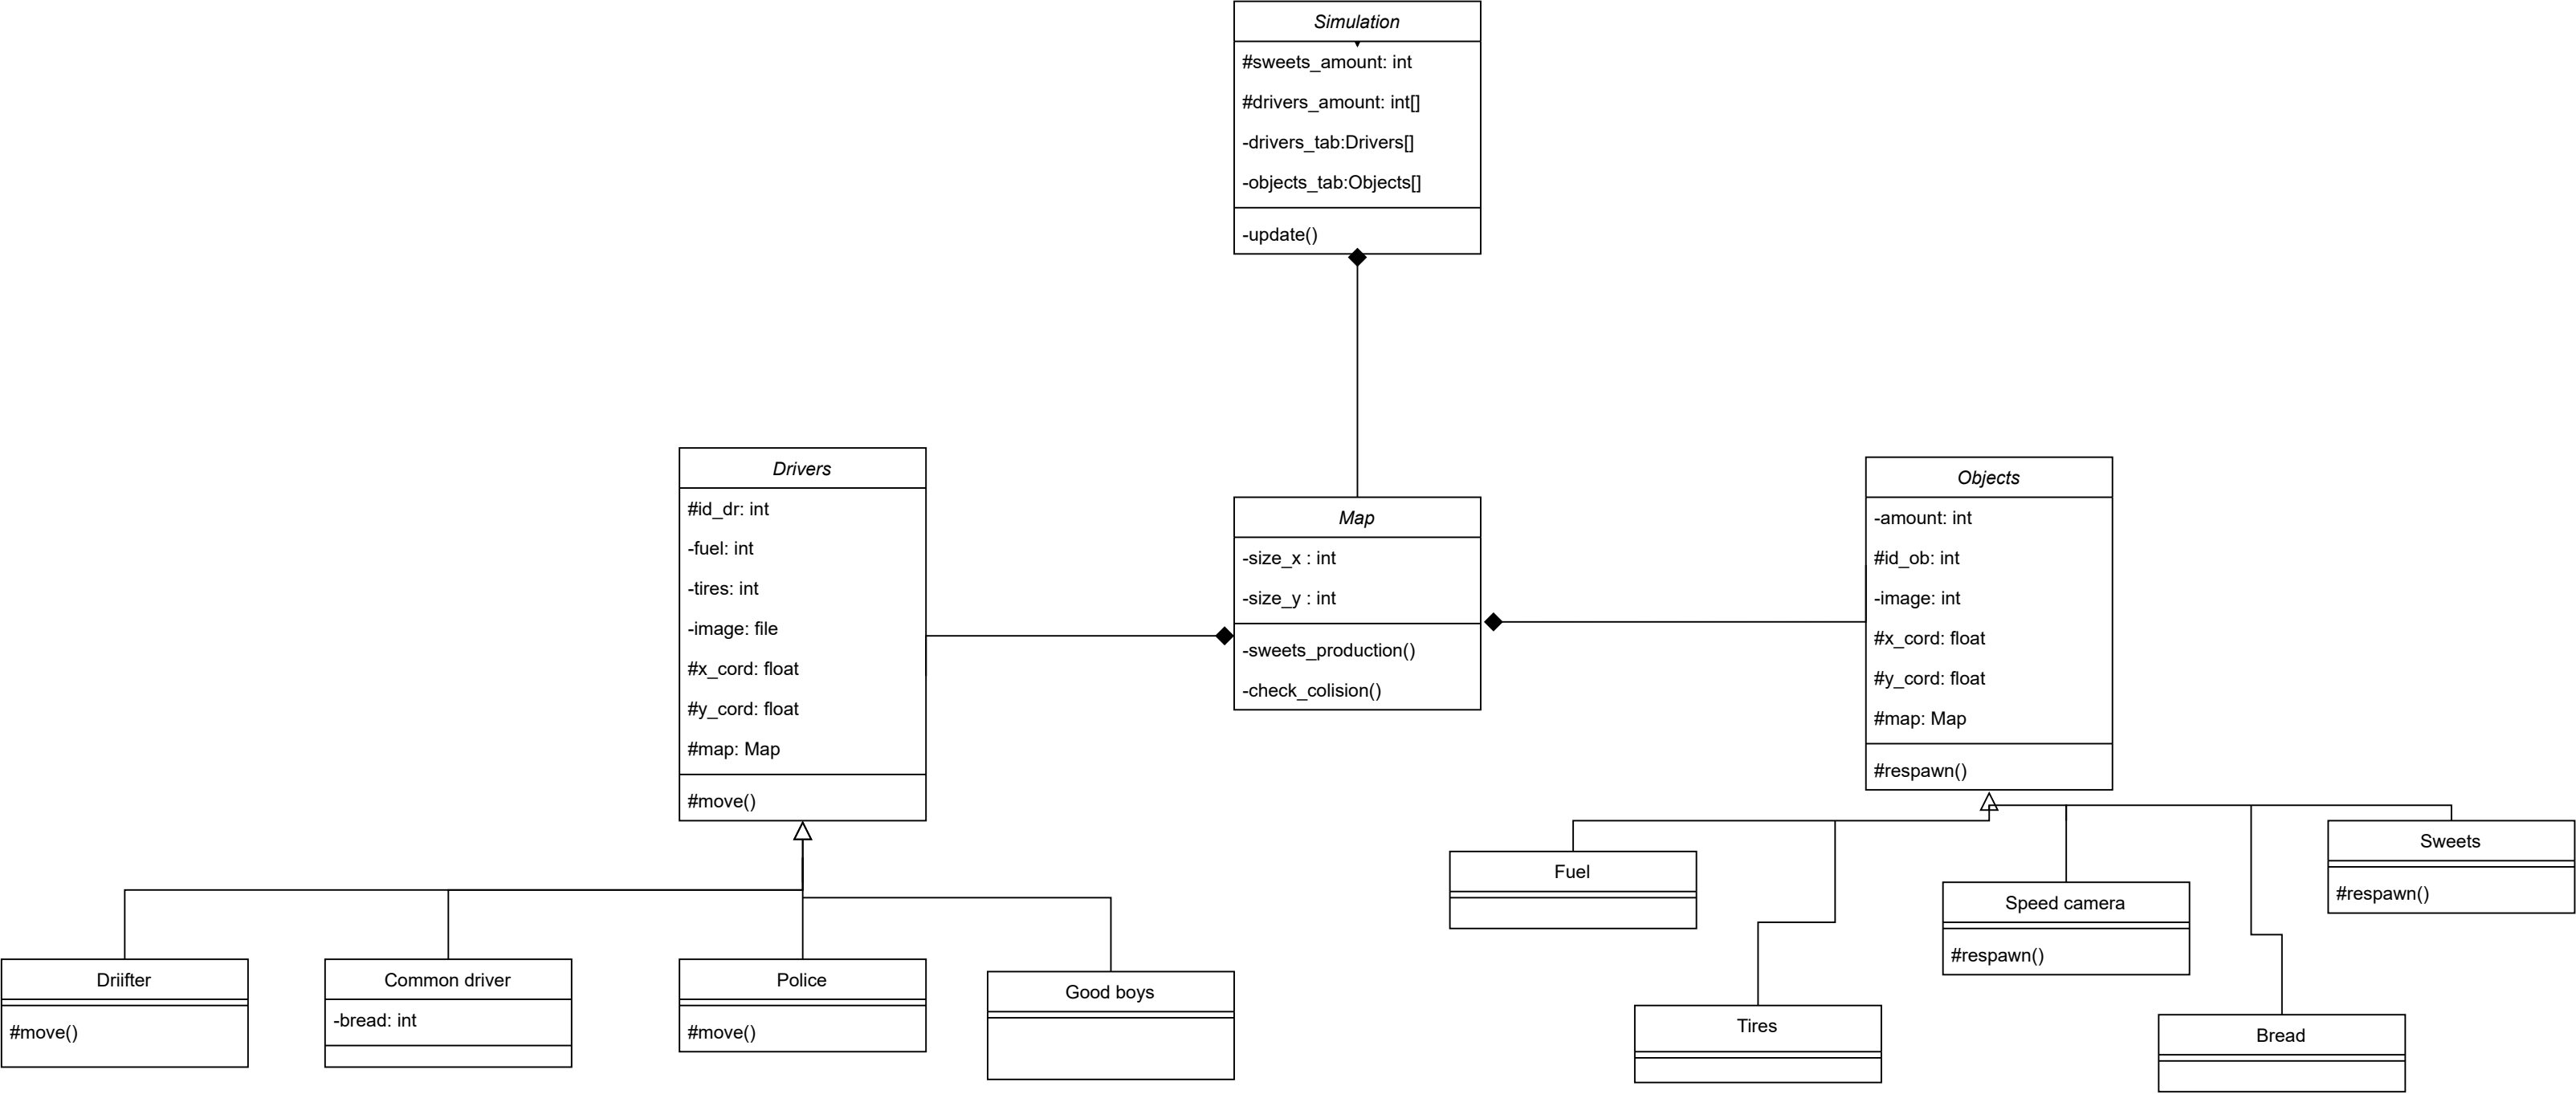 Simulation
#sweets_amount: int
#drivers_amount: int[]
-drivers_tab:Drivers[]
-objects_tab:Objects[]
-update()
Drivers
#id_dr: int
-fuel: int
-tires: int
-image: file
#x_cord: float
#y_cord: float
#map: Map
#move()
Map
-size_x : int
-size_y : int
-sweets_production()
-check_colision()
Objects
-amount: int
#id_ob: int
-image: int
#x_cord: float
#y_cord: float
#map: Map
#respawn()
Driifter
#move()
Common driver
-bread: int
Police
#move()
Good boys
Fuel
Tires
Speed camera
#respawn()
Bread
Sweets
#respawn()